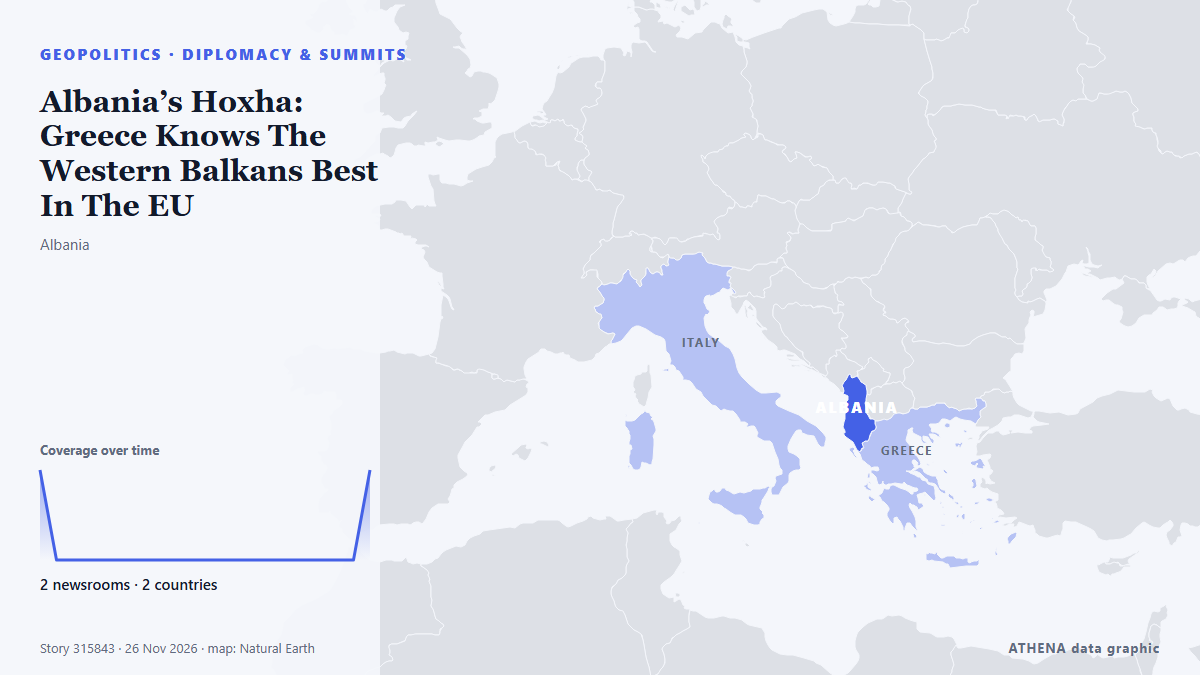 GEOPOLITICS · DIPLOMACY & SUMMITS
Albania’s Hoxha:
Greece Knows The
Western Balkans Best
In The EU
Albania
ITALY
ALBANIA
GREECE
Coverage over time
2 newsrooms · 2 countries
Story 315843 · 26 Nov 2026 · map: Natural Earth
ATHENA data graphic